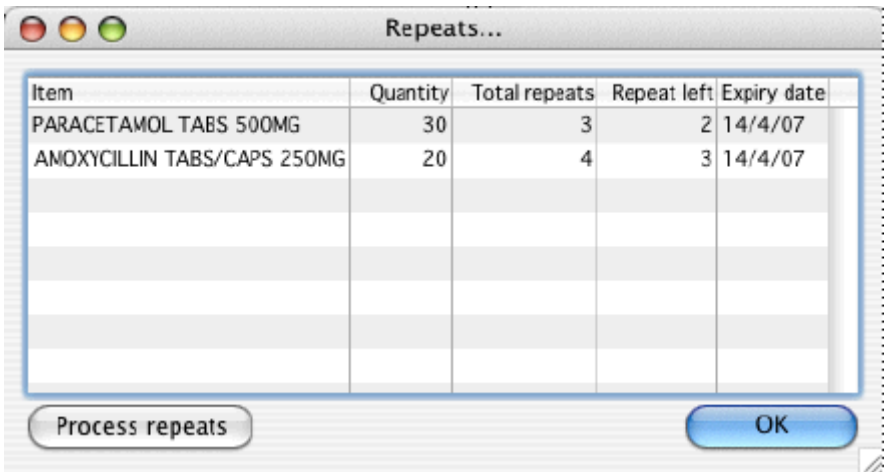 Repeats...
Item Quantity Total repeats Repeat left Expiry date
PARACETAMOL TABS 500MG 30 3 2 14/4/07
AMOXYCILLIN TABS/CAPS 250MG 20 4 3 14/4/07
Process repeats OK